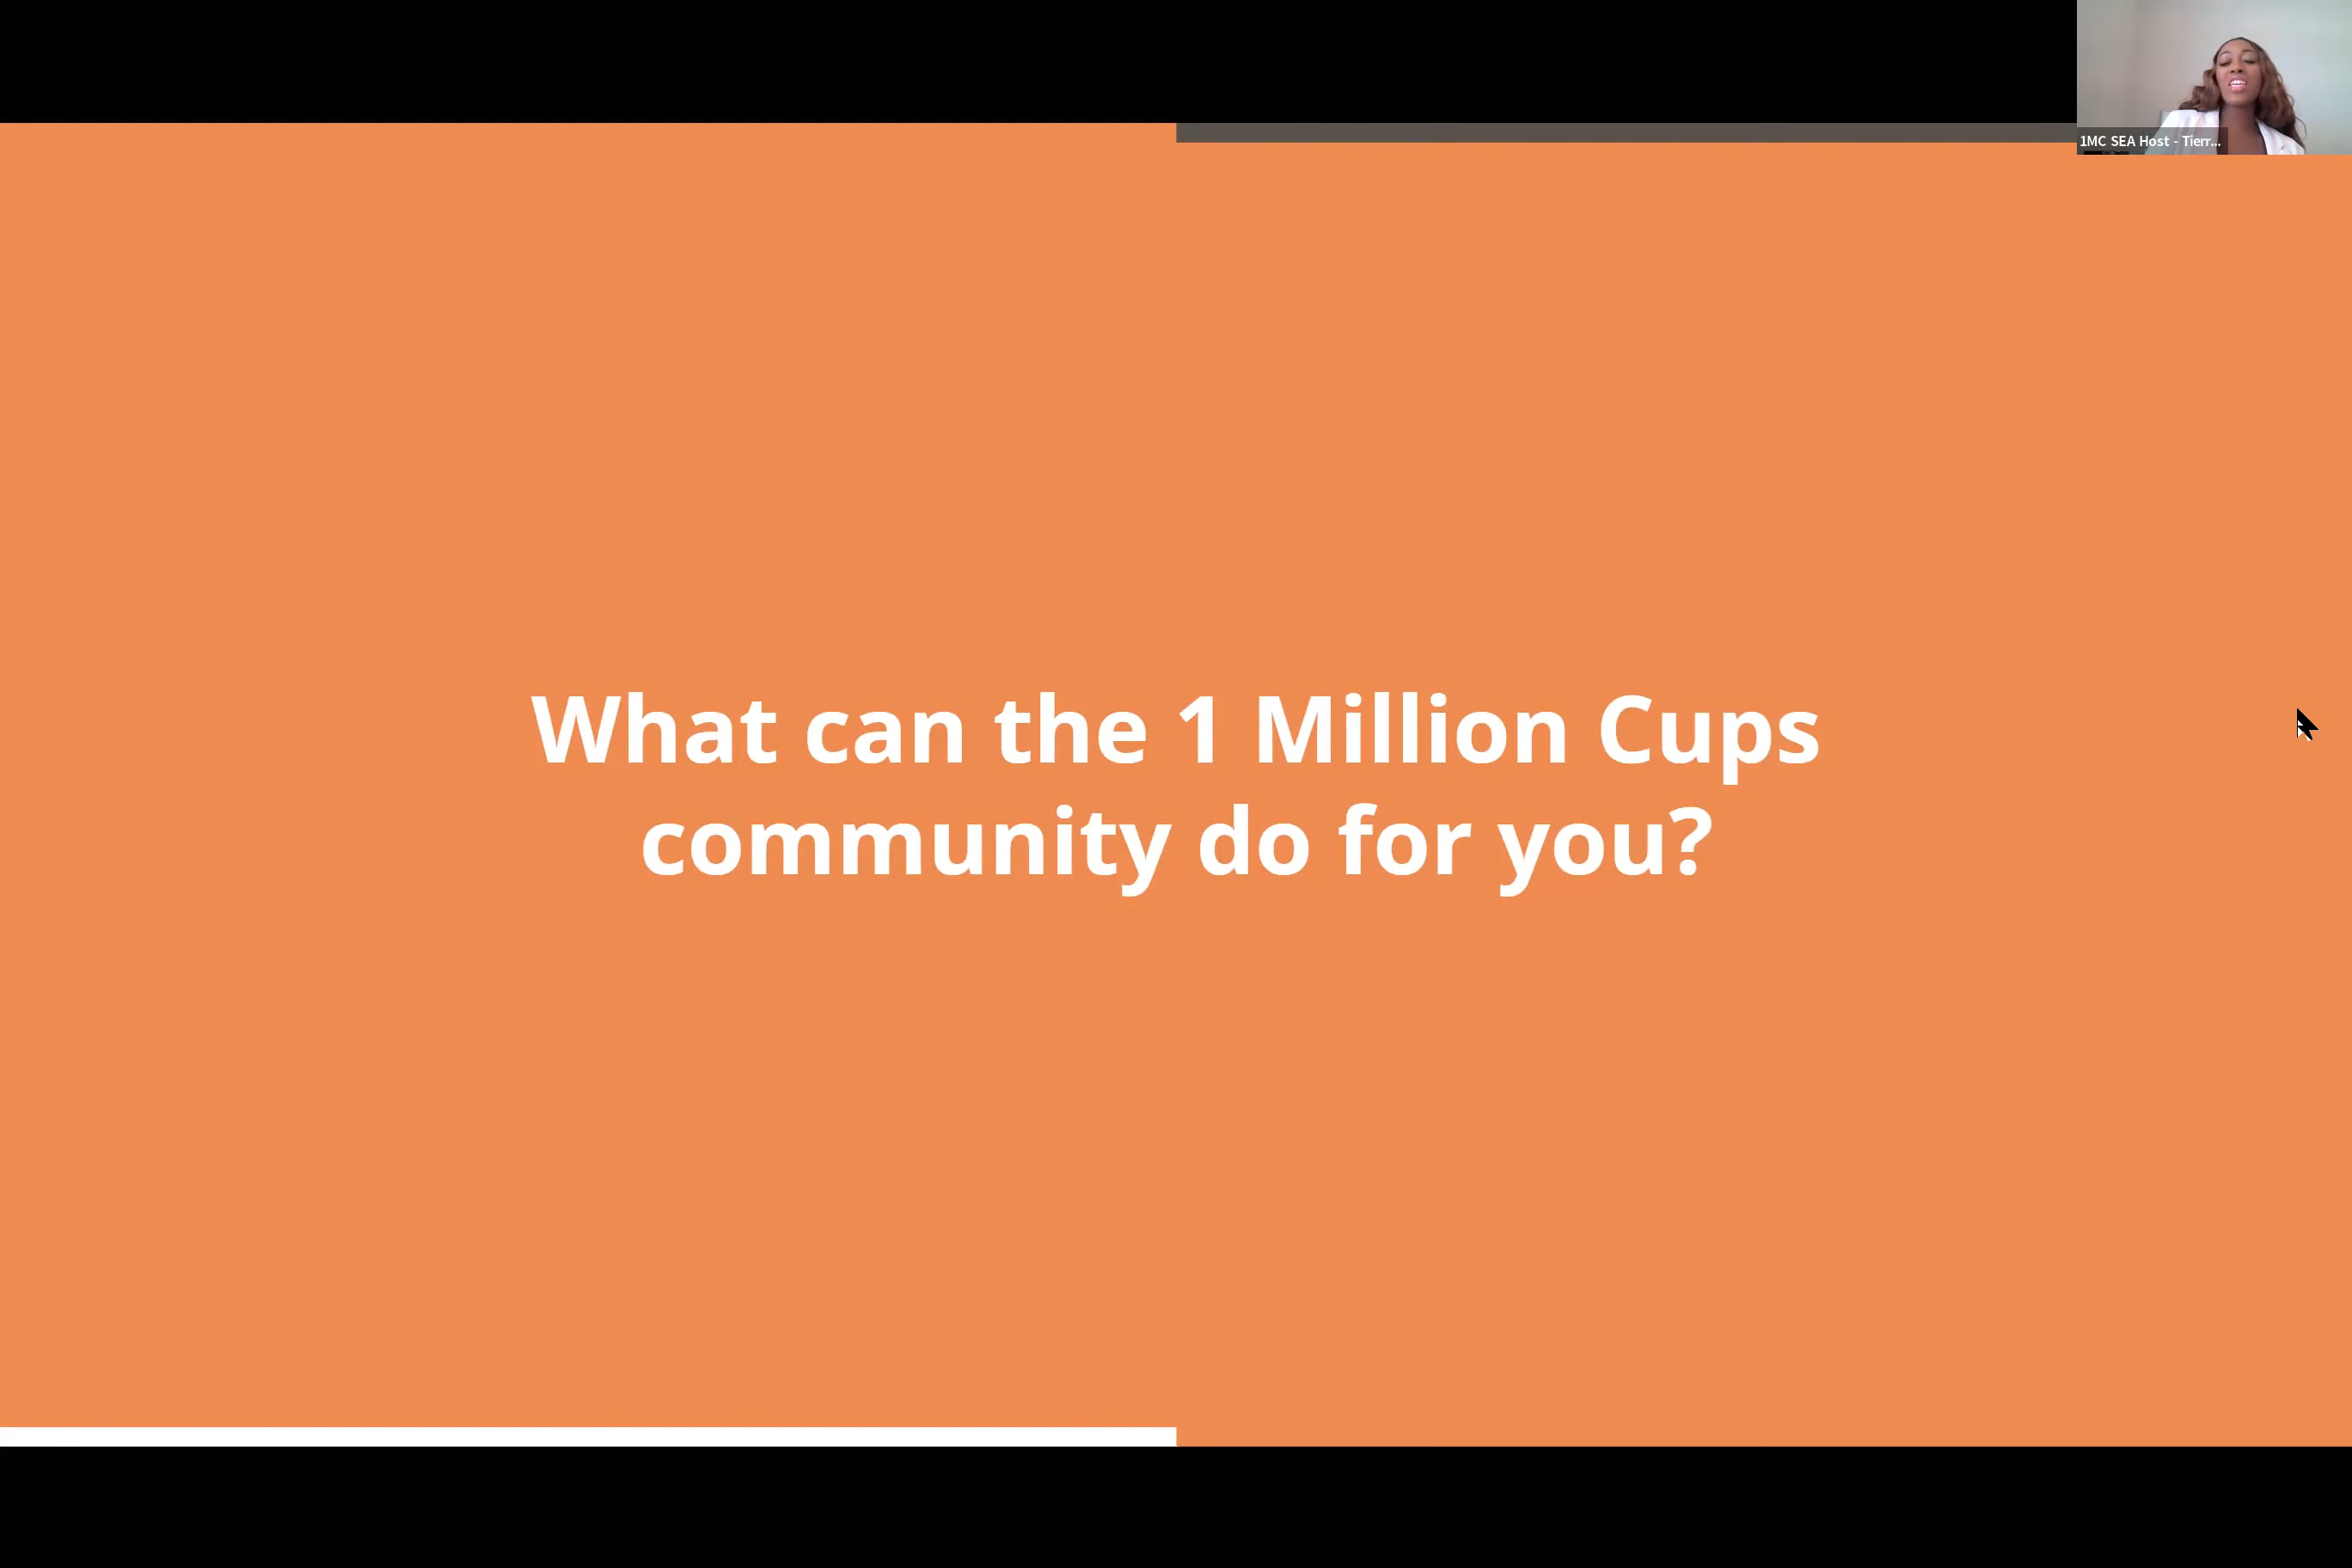 1MC SEA Host - Tierr...
What can the 1 Million Cups
community do for you?